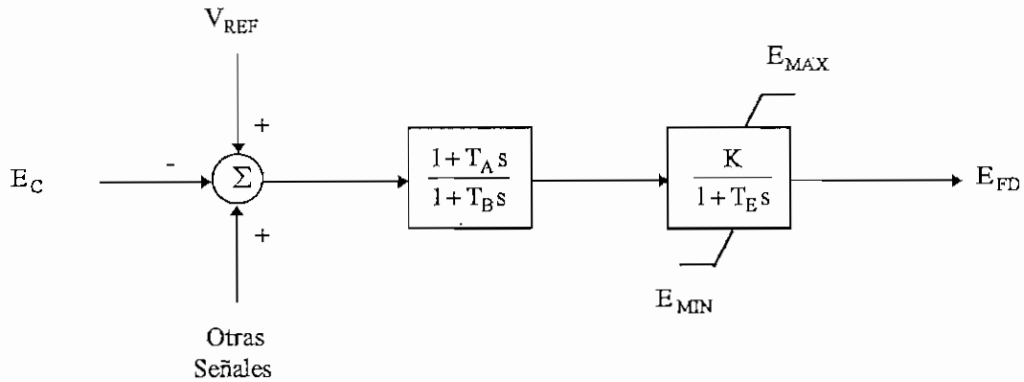 V_REF
E_MAX
+
-
E_C
Σ
1 + T_A s
1 + T_B s
K
1 + T_E s
E_FD
+
E_MIN
Otras
Señales